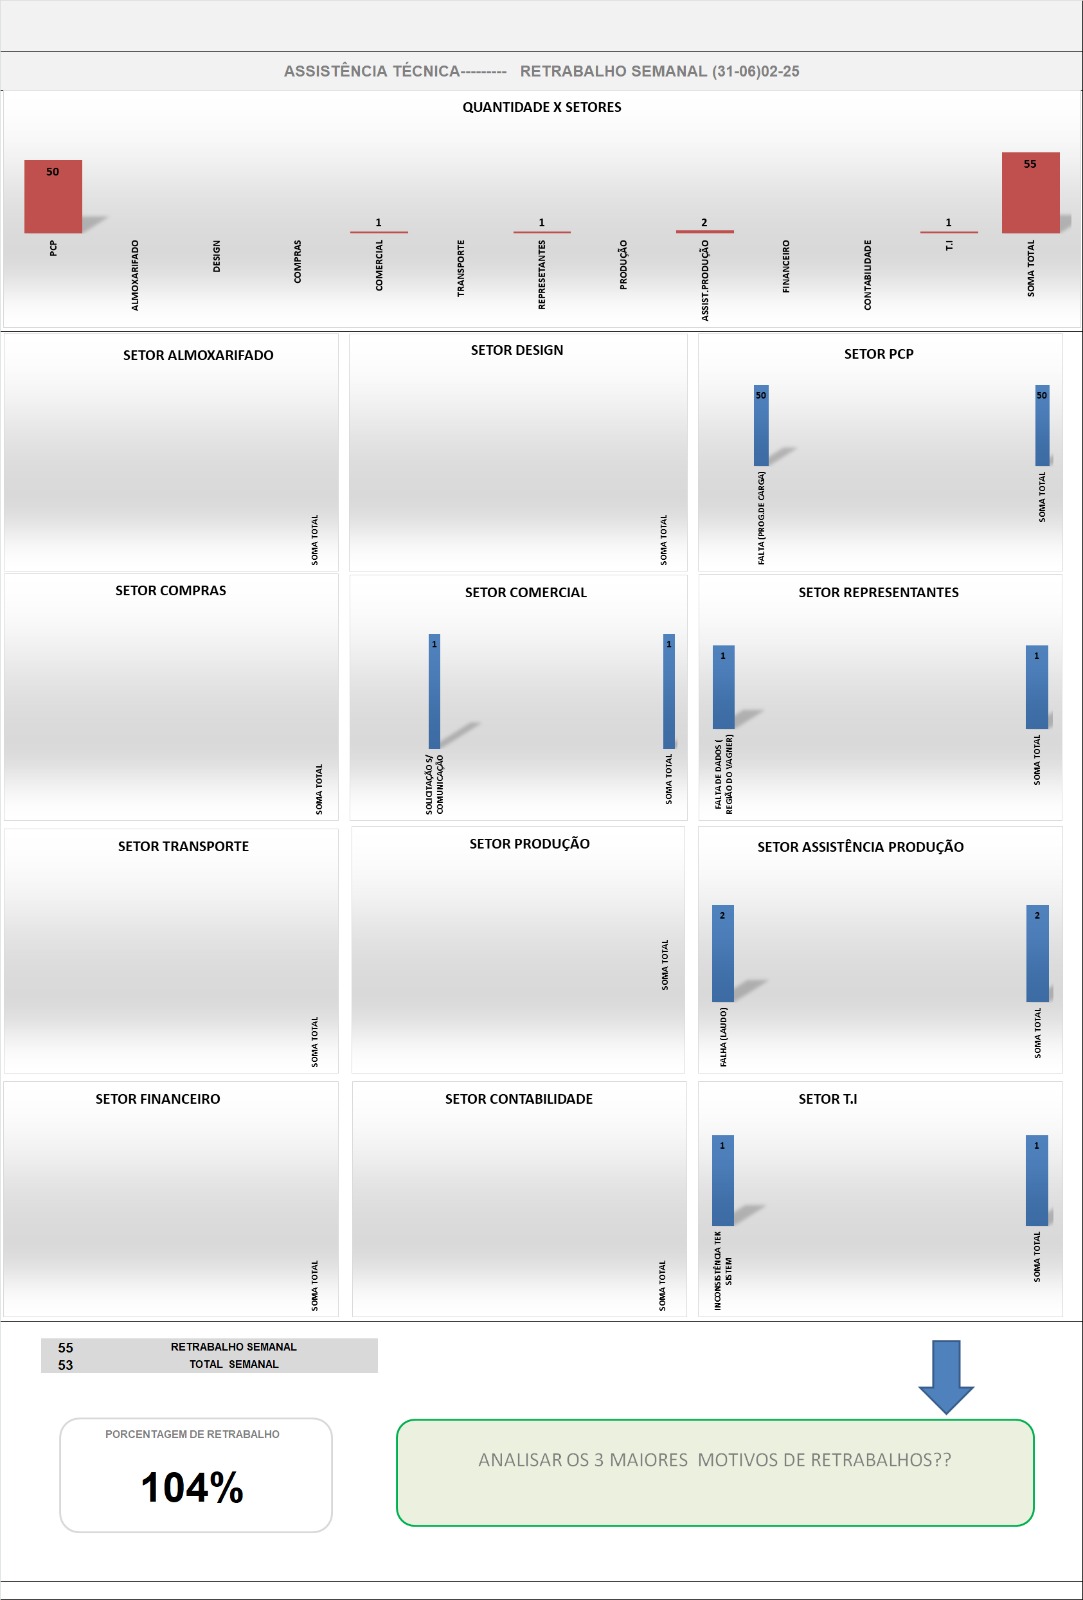 ASSISTÊNCIA TÉCNICA--------- RETRABALHO SEMANAL (31-06)02-25
QUANTIDADE X SETORES
50
1
1
2
1
55
PCP
ALMOXARIFADO
DESIGN
COMPRAS
COMERCIAL
TRANSPORTE
REPRESETANTES
PRODUÇÃO
ASSIST.PRODUÇÃO
FINANCEIRO
CONTABILIDADE
T.I
SOMA TOTAL
SETOR ALMOXARIFADO
SOMA TOTAL
SETOR DESIGN
SOMA TOTAL
SETOR PCP
50
50
FALTA (PROG.DE CARGA)
SOMA TOTAL
SETOR COMPRAS
SOMA TOTAL
SETOR COMERCIAL
1
1
SOLICITAÇÃO S/
COMUNICAÇÃO
SOMA TOTAL
SETOR REPRESENTANTES
1
1
FALTA DE DADOS (
REGIÃO DO VAGNER)
SOMA TOTAL
SETOR TRANSPORTE
SOMA TOTAL
SETOR PRODUÇÃO
SOMA TOTAL
SETOR ASSISTÊNCIA PRODUÇÃO
2
2
FALHA (LAUDO)
SOMA TOTAL
SETOR FINANCEIRO
SOMA TOTAL
SETOR CONTABILIDADE
SOMA TOTAL
SETOR T.I
1
1
INCONSISTÊNCIA TEK
SISTEM
SOMA TOTAL
55 RETRABALHO SEMANAL
53 TOTAL SEMANAL
PORCENTAGEM DE RETRABALHO
104%
ANALISAR OS 3 MAIORES MOTIVOS DE RETRABALHOS??